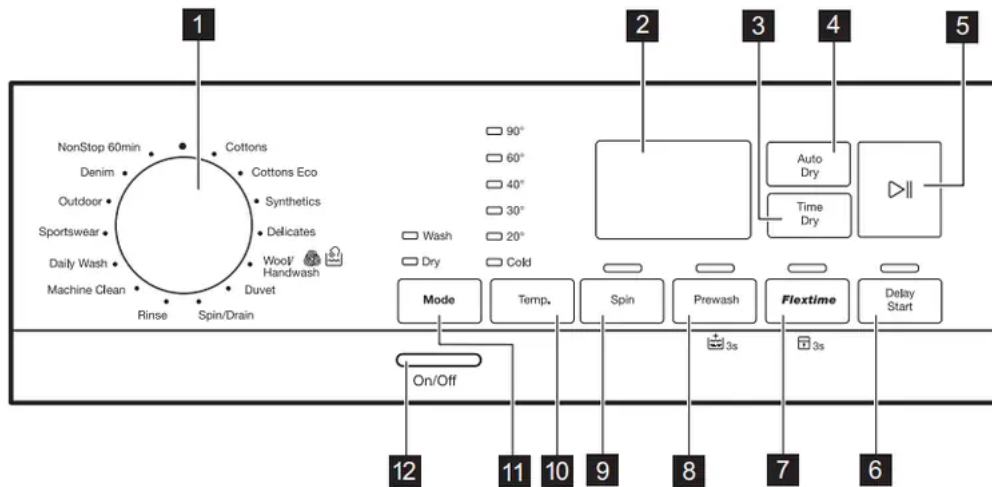 1
2
3
4
5
NonStop 60min
Denim
Outdoor
Sportswear
Daily Wash
Machine Clean
Rinse
Cottons
Cottons Eco
Synthetics
Delicates
Wool/
Handwash
Duvet
Spin/Drain
90°
60°
40°
30°
20°
Cold
Wash
Dry
Auto
Dry
Time
Dry
Mode
Temp.
Spin
Prewash
Flextime
Delay
Start
3s
3s
On/Off
12
11
10
9
8
7
6